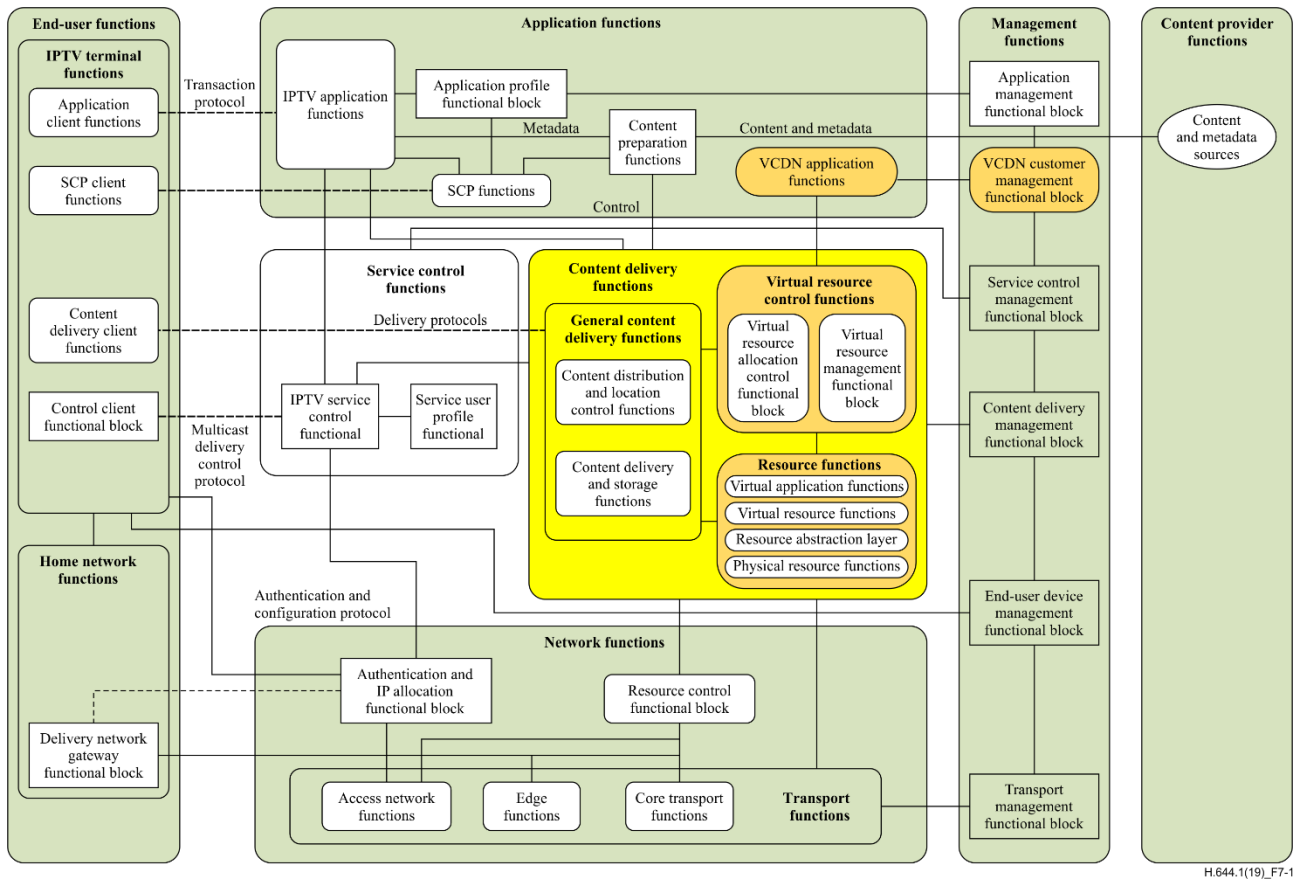 End-user functions
IPTV terminal
functions
Application
client functions
SCP client
functions
Content
delivery client
functions
Control client
functional block
Home network
functions
Delivery network
gateway
functional block
Transaction
protocol
Delivery protocols
Multicast
delivery
control
protocol
Authentication and
configuration protocol
Application functions
IPTV application
functions
Application profile
functional block
Metadata
Content
preparation
functions
Content and metadata
SCP functions
VCDN application
functions
Control
Service control
functions
IPTV service
control
functional
Service user
profile
functional
Content delivery
functions
General content
delivery functions
Content distribution
and location
control functions
Content delivery
and storage
functions
Virtual resource
control functions
Virtual
resource
allocation
control
functional
block
Virtual
resource
management
functional
block
Resource functions
Virtual application functions
Virtual resource functions
Resource abstraction layer
Physical resource functions
Network functions
Authentication and
IP allocation
functional block
Resource control
functional block
Access network
functions
Edge
functions
Core transport
functions
Transport
functions
Management
functions
Application
management
functional block
VCDN customer
management
functional block
Service control
management
functional block
Content delivery
management
functional block
End-user device
management
functional block
Transport
management
functional block
Content provider
functions
Content
and metadata
sources
H.644.1(19)_F7-1